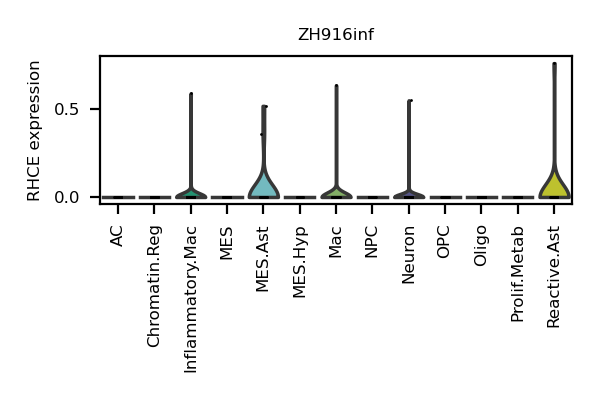 ZH916inf
RHCE expression
0.5
0.0
AC
Chromatin.Reg
Inflammatory.Mac
MES
MES.Ast
MES.Hyp
Mac
NPC
Neuron
OPC
Oligo
Prolif.Metab
Reactive.Ast